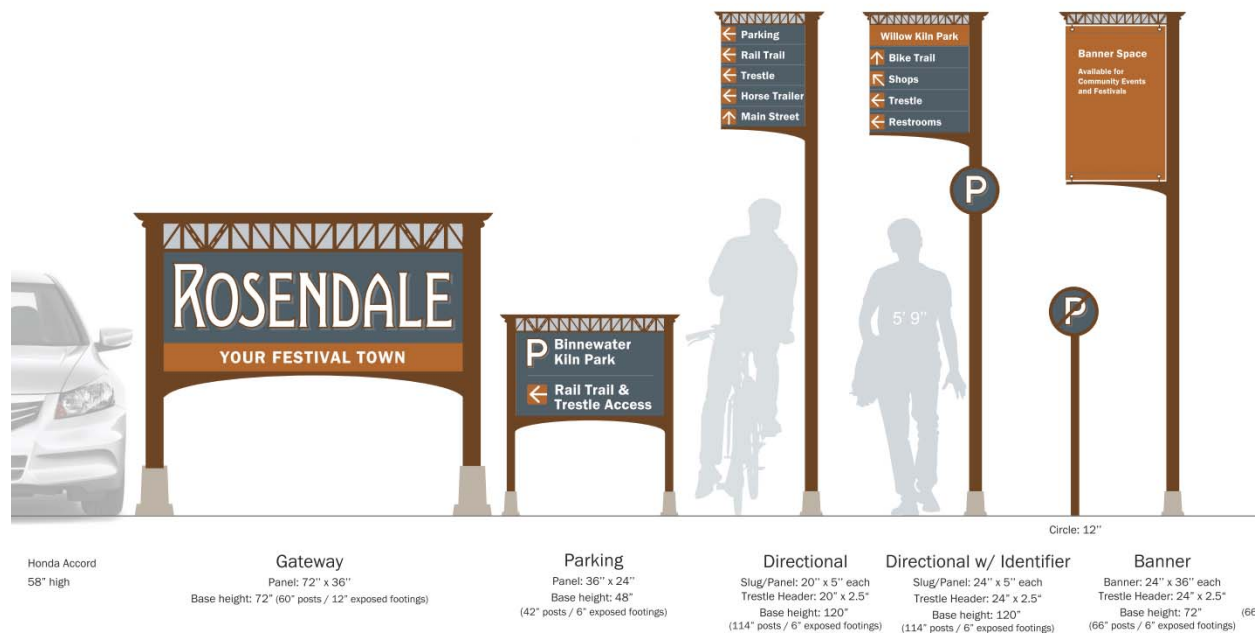 Parking
Rail Trail
Trestle
Horse Trailer
Main Street
Willow Kiln Park
Bike Trail
Shops
Trestle
Restrooms
P
Banner Space
Available for
Community Events
and Festivals
ROSENDALE
YOUR FESTIVAL TOWN
P Binnewater
Kiln Park
Rail Trail &
Trestle Access
5' 9"
P
Circle: 12"
Honda Accord
58" high
Gateway
Panel: 72" x 36"
Base height: 72" (60" posts / 12" exposed footings)
Parking
Panel: 36" x 24"
Base height: 48"
(42" posts / 6" exposed footings)
Directional
Slug/Panel: 20" x 5" each
Trestle Header: 20" x 2.5"
Base height: 120"
(114" posts / 6" exposed footings)
Directional w/ Identifier
Slug/Panel: 24" x 5" each
Trestle Header: 24" x 2.5"
Base height: 120"
(114" posts / 6" exposed footings)
Banner
Banner: 24" x 36" each
Trestle Header: 24" x 2.5"
Base height: 72"
(66" posts / 6" exposed footings)
(66